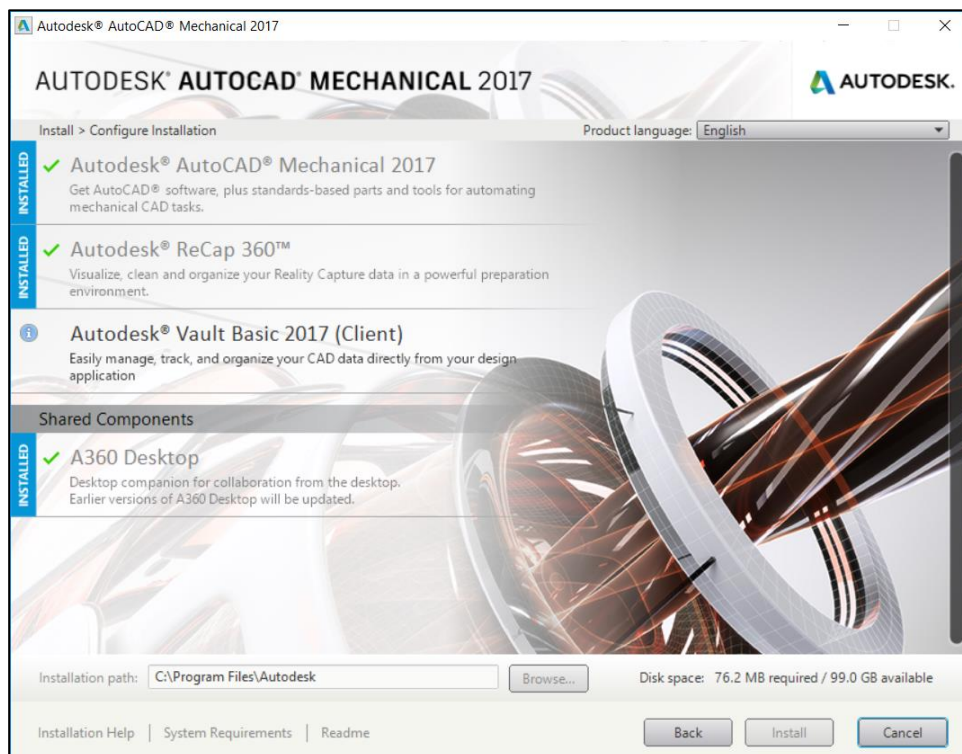 Autodesk® AutoCAD® Mechanical 2017
AUTODESK® AUTOCAD® MECHANICAL 2017
AUTODESK.
Install > Configure Installation
Product language: English
INSTALLED
Autodesk® AutoCAD® Mechanical 2017
Get AutoCAD® software, plus standards-based parts and tools for automating
mechanical CAD tasks.
INSTALLED
Autodesk® ReCap 360™
Visualize, clean and organize your Reality Capture data in a powerful preparation
environment.
Autodesk® Vault Basic 2017 (Client)
Easily manage, track, and organize your CAD data directly from your design
application
Shared Components
INSTALLED
A360 Desktop
Desktop companion for collaboration from the desktop.
Earlier versions of A360 Desktop will be updated.
Installation path: C:\Program Files\Autodesk
Browse...
Disk space: 76.2 MB required / 99.0 GB available
Installation Help | System Requirements | Readme
Back
Install
Cancel